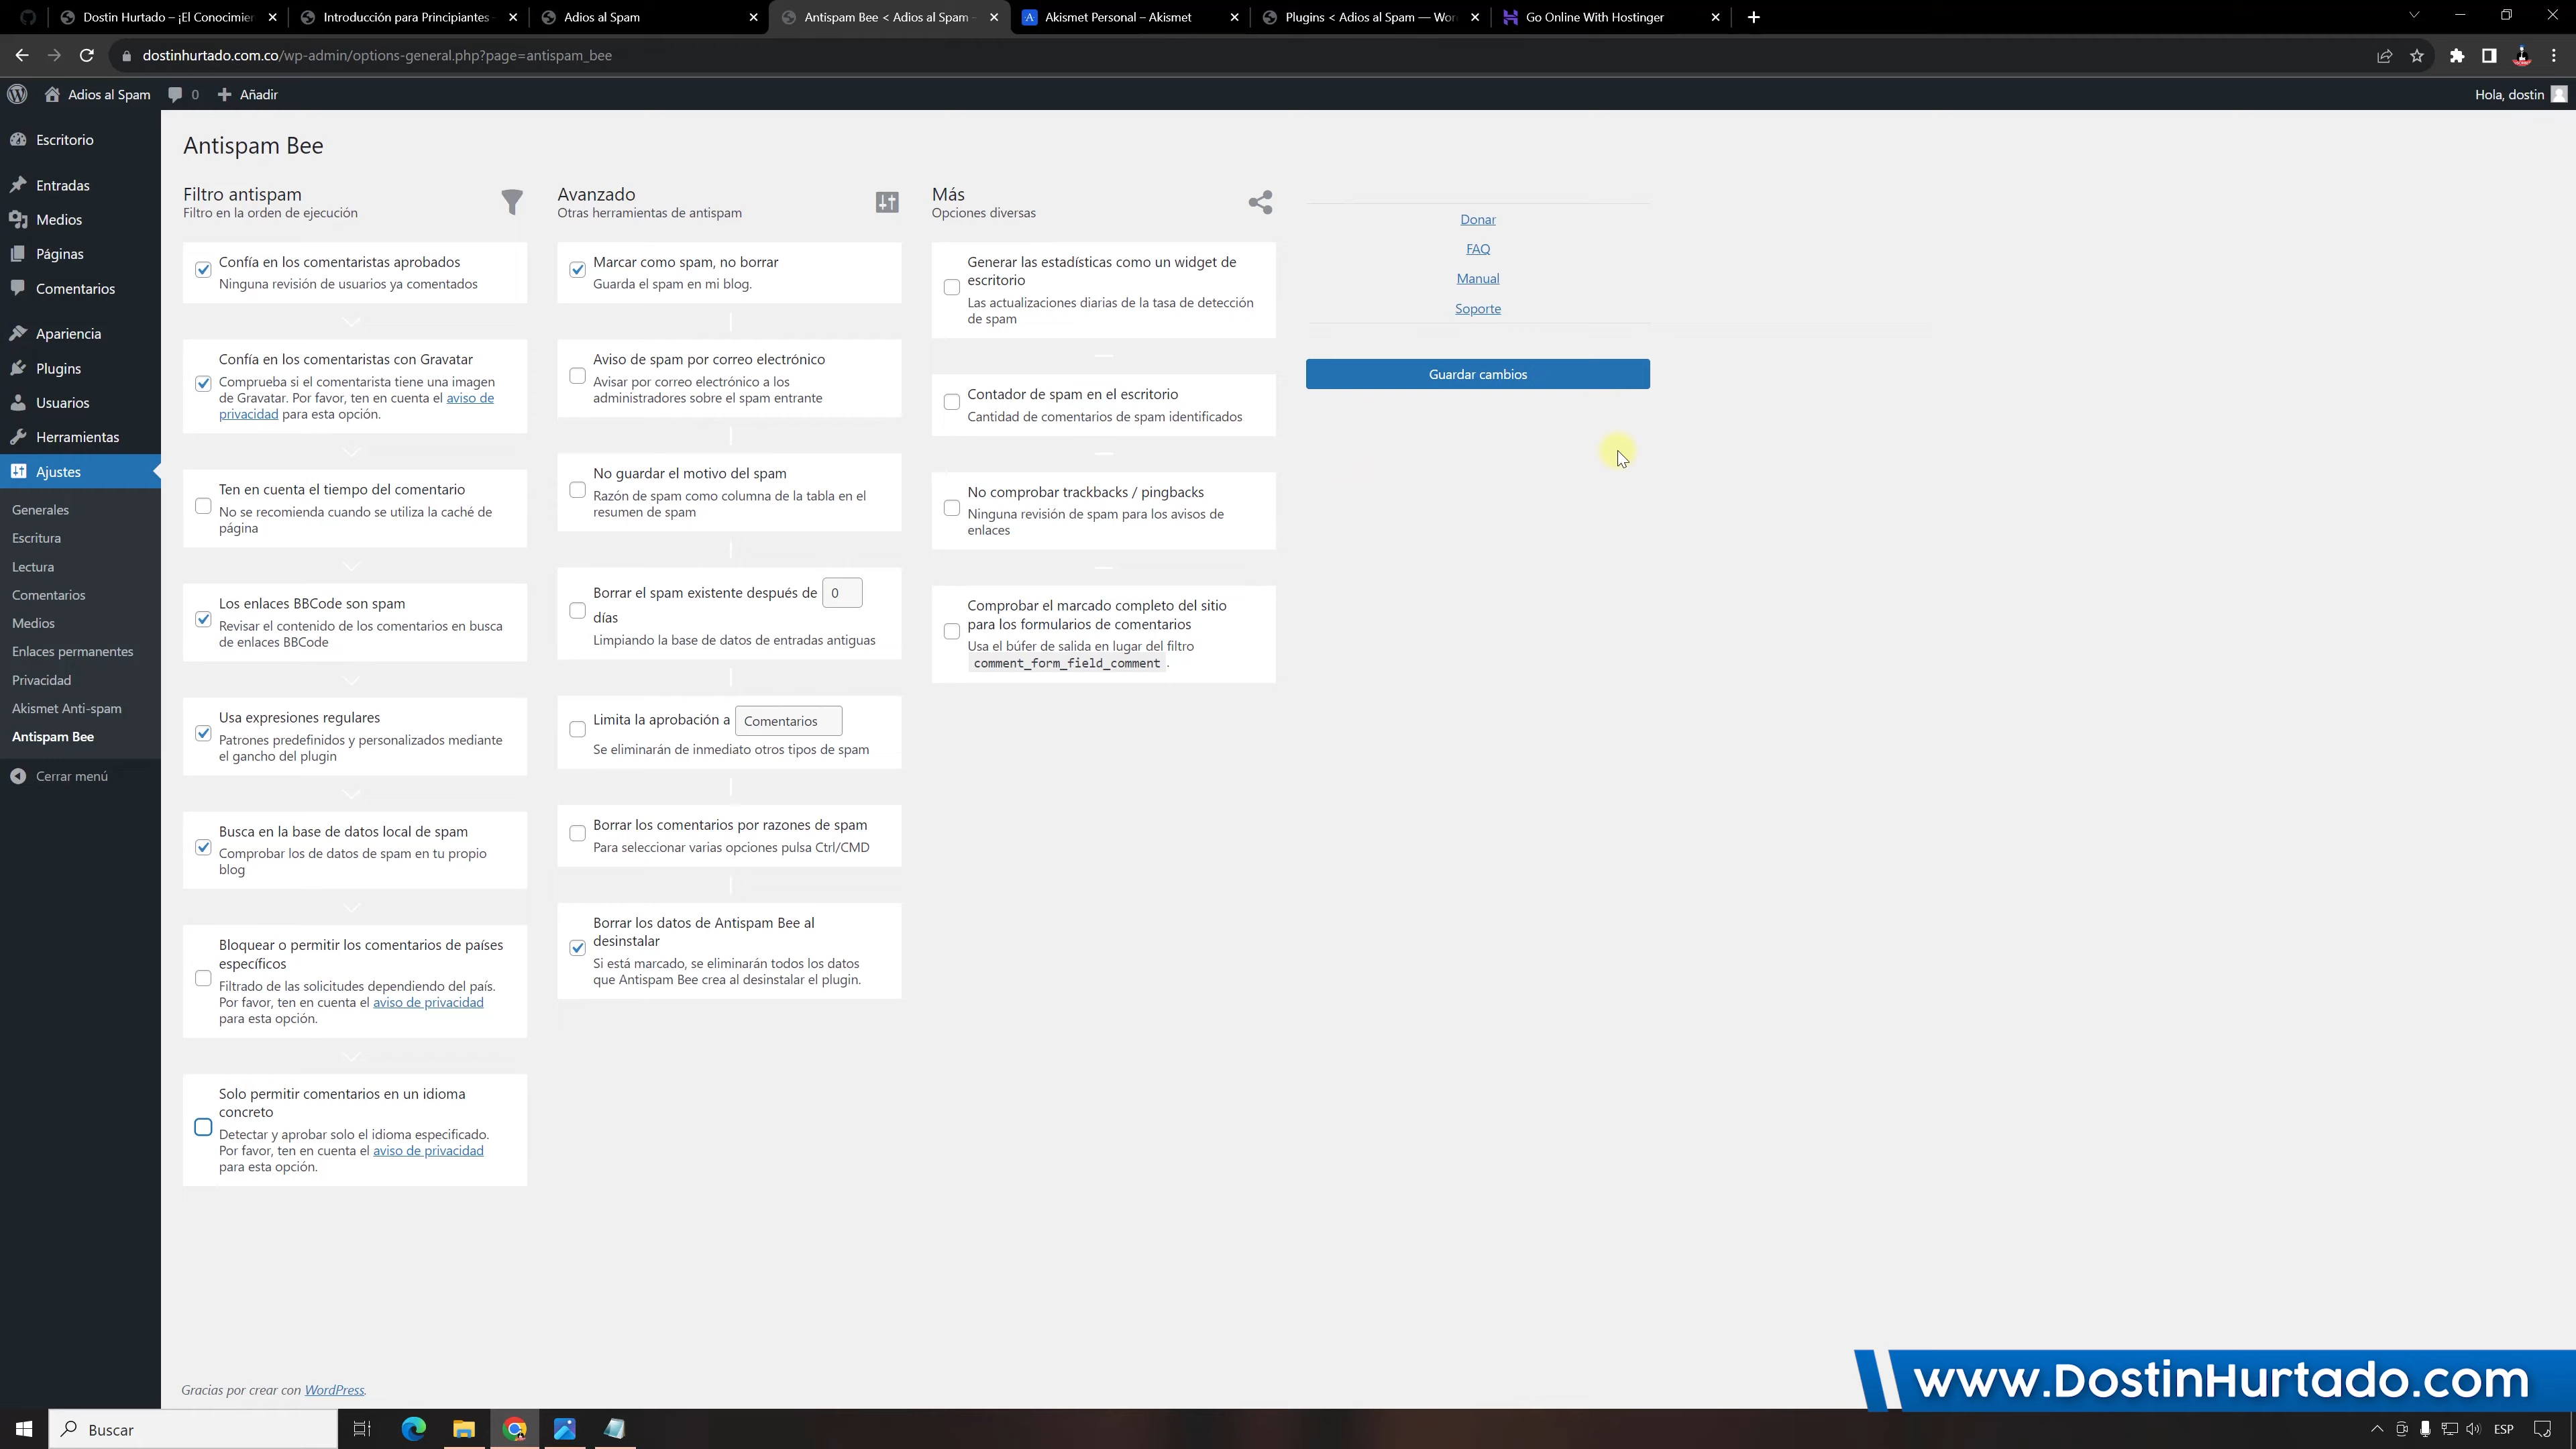 Dostin Hurtado – ¡El Conocimier
Introducción para Principiantes -
Adios al Spam
Antispam Bee < Adios al Spam -
Akismet Personal – Akismet
Plugins < Adios al Spam — Wor
Go Online With Hostinger
dostinhurtado.com.co/wp-admin/options-general.php?page=antispam_bee
Adios al Spam
0
Añadir
Hola, dostin
Escritorio
Entradas
Medios
Páginas
Comentarios
Apariencia
Plugins
Usuarios
Herramientas
Ajustes
Generales
Escritura
Lectura
Comentarios
Medios
Enlaces permanentes
Privacidad
Akismet Anti-spam
Antispam Bee
Cerrar menú
Antispam Bee
Filtro antispam
Filtro en la orden de ejecución
Confía en los comentaristas aprobados
Ninguna revisión de usuarios ya comentados
Confía en los comentaristas con Gravatar
Comprueba si el comentarista tiene una imagen
de Gravatar. Por favor, ten en cuenta el aviso de
privacidad para esta opción.
Ten en cuenta el tiempo del comentario
No se recomienda cuando se utiliza la caché de
página
Los enlaces BBCode son spam
Revisar el contenido de los comentarios en busca
de enlaces BBCode
Usa expresiones regulares
Patrones predefinidos y personalizados mediante
el gancho del plugin
Busca en la base de datos local de spam
Comprobar los de datos de spam en tu propio
blog
Bloquear o permitir los comentarios de países
específicos
Filtrado de las solicitudes dependiendo del país.
Por favor, ten en cuenta el aviso de privacidad
para esta opción.
Solo permitir comentarios en un idioma
concreto
Detectar y aprobar solo el idioma especificado.
Por favor, ten en cuenta el aviso de privacidad
para esta opción.
Avanzado
Otras herramientas de antispam
Marcar como spam, no borrar
Guarda el spam en mi blog.
Aviso de spam por correo electrónico
Avisar por correo electrónico a los
administradores sobre el spam entrante
No guardar el motivo del spam
Razón de spam como columna de la tabla en el
resumen de spam
Borrar el spam existente después de 0
días
Limpiando la base de datos de entradas antiguas
Limita la aprobación a Comentarios
Se eliminarán de inmediato otros tipos de spam
Borrar los comentarios por razones de spam
Para seleccionar varias opciones pulsa Ctrl/CMD
Borrar los datos de Antispam Bee al
desinstalar
Si está marcado, se eliminarán todos los datos
que Antispam Bee crea al desinstalar el plugin.
Más
Opciones diversas
Generar las estadísticas como un widget de
escritorio
Las actualizaciones diarias de la tasa de detección
de spam
Contador de spam en el escritorio
Cantidad de comentarios de spam identificados
No comprobar trackbacks / pingbacks
Ninguna revisión de spam para los avisos de
enlaces
Comprobar el marcado completo del sitio
para los formularios de comentarios
Usa el búfer de salida en lugar del filtro
comment_form_field_comment .
Donar
FAQ
Manual
Soporte
Guardar cambios
Gracias por crear con WordPress.
www.DostinHurtado.com
Buscar
ESP